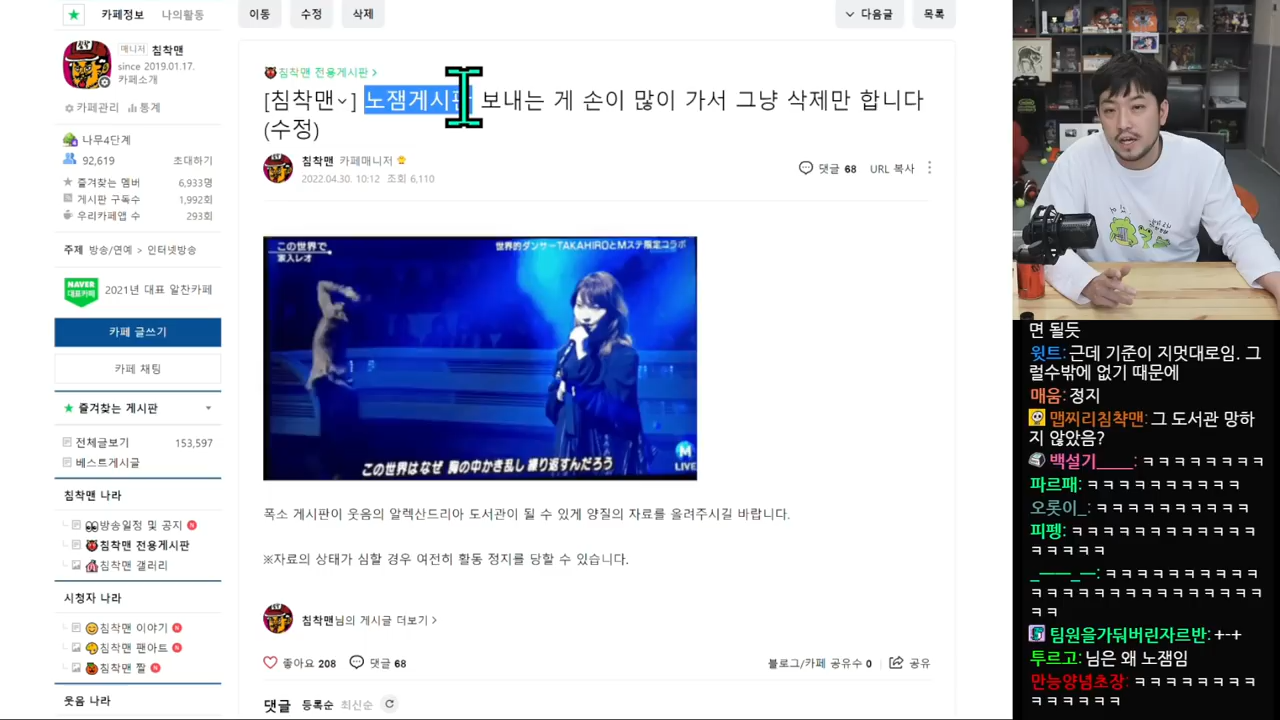 ★ 카페정보 나의활동
매니저 침착맨
since 2019.01.17.
카페소개
카페관리 통계
나무4단계
92,619 초대하기
즐겨찾는 멤버 6,933명
게시판 구독수 1,992회
우리카페앱 수 293회
주제 방송/연예 > 인터넷방송
NAVER
대표카페
2021년 대표 알찬카페
카페 글쓰기
카페 채팅
★ 즐겨찾는 게시판
전체글보기 153,597
베스트게시글
침착맨 나라
방송일정 및 공지 N
침착맨 전용게시판
침착맨 갤러리
시청자 나라
침착맨 이야기 N
침착맨 팬아트 N
침착맨 짤 N
웃음 나라
이동 수정 삭제
다음글 목록
침착맨 전용게시판 >
[침착맨~] 노잼게시판 보내는 게 손이 많이 가서 그냥 삭제만 합니다
(수정)
침착맨 카페매니저
2022.04.30. 10:12 조회 6,110
댓글 68 URL 복사
この世界で。
家入レオ
世界的ダンサーTAKAHIROとMステ限定コラボ
M
LIVE
この世界はなぜ 胸の中かき乱し 繰り返すんだろう
폭소 게시판이 웃음의 알렉산드리아 도서관이 될 수 있게 양질의 자료를 올려주시길 바랍니다.
※자료의 상태가 심할 경우 여전히 활동 정지를 당할 수 있습니다.
침착맨님의 게시글 더보기 >
좋아요 208 댓글 68
블로그/카페 공유수 0 공유
댓글 등록순 최신순
면 될듯
윗트: 근데 기준이 지멋대로임. 그
럴수밖에 없기 때문에
매움: 정지
맵찌리침챡맨: 그 도서관 망하
지 않았음?
백설기____: ㅋㅋㅋㅋㅋㅋㅋㅋ
파르패: ㅋㅋㅋㅋㅋㅋㅋㅋㅋㅋ
오롯이_: ㅋㅋㅋㅋㅋㅋㅋㅋㅋㅋ
피펭: ㅋㅋㅋㅋㅋㅋㅋㅋㅋㅋㅋ
ㅋㅋㅋㅋㅋ
_ㅡㅡ_ㅡ: ㅋㅋㅋㅋㅋㅋㅋㅋㅋㅋ
ㅋㅋㅋㅋㅋㅋㅋㅋㅋㅋㅋㅋㅋㅋㅋ
ㅋㅋ
팀원을가둬버린자르반: +-+
투르고: 님은 왜 노잼임
만능양념초장: ㅋㅋㅋㅋㅋㅋㅋㅋ
ㅋㅋㅋㅋㅋㅋ